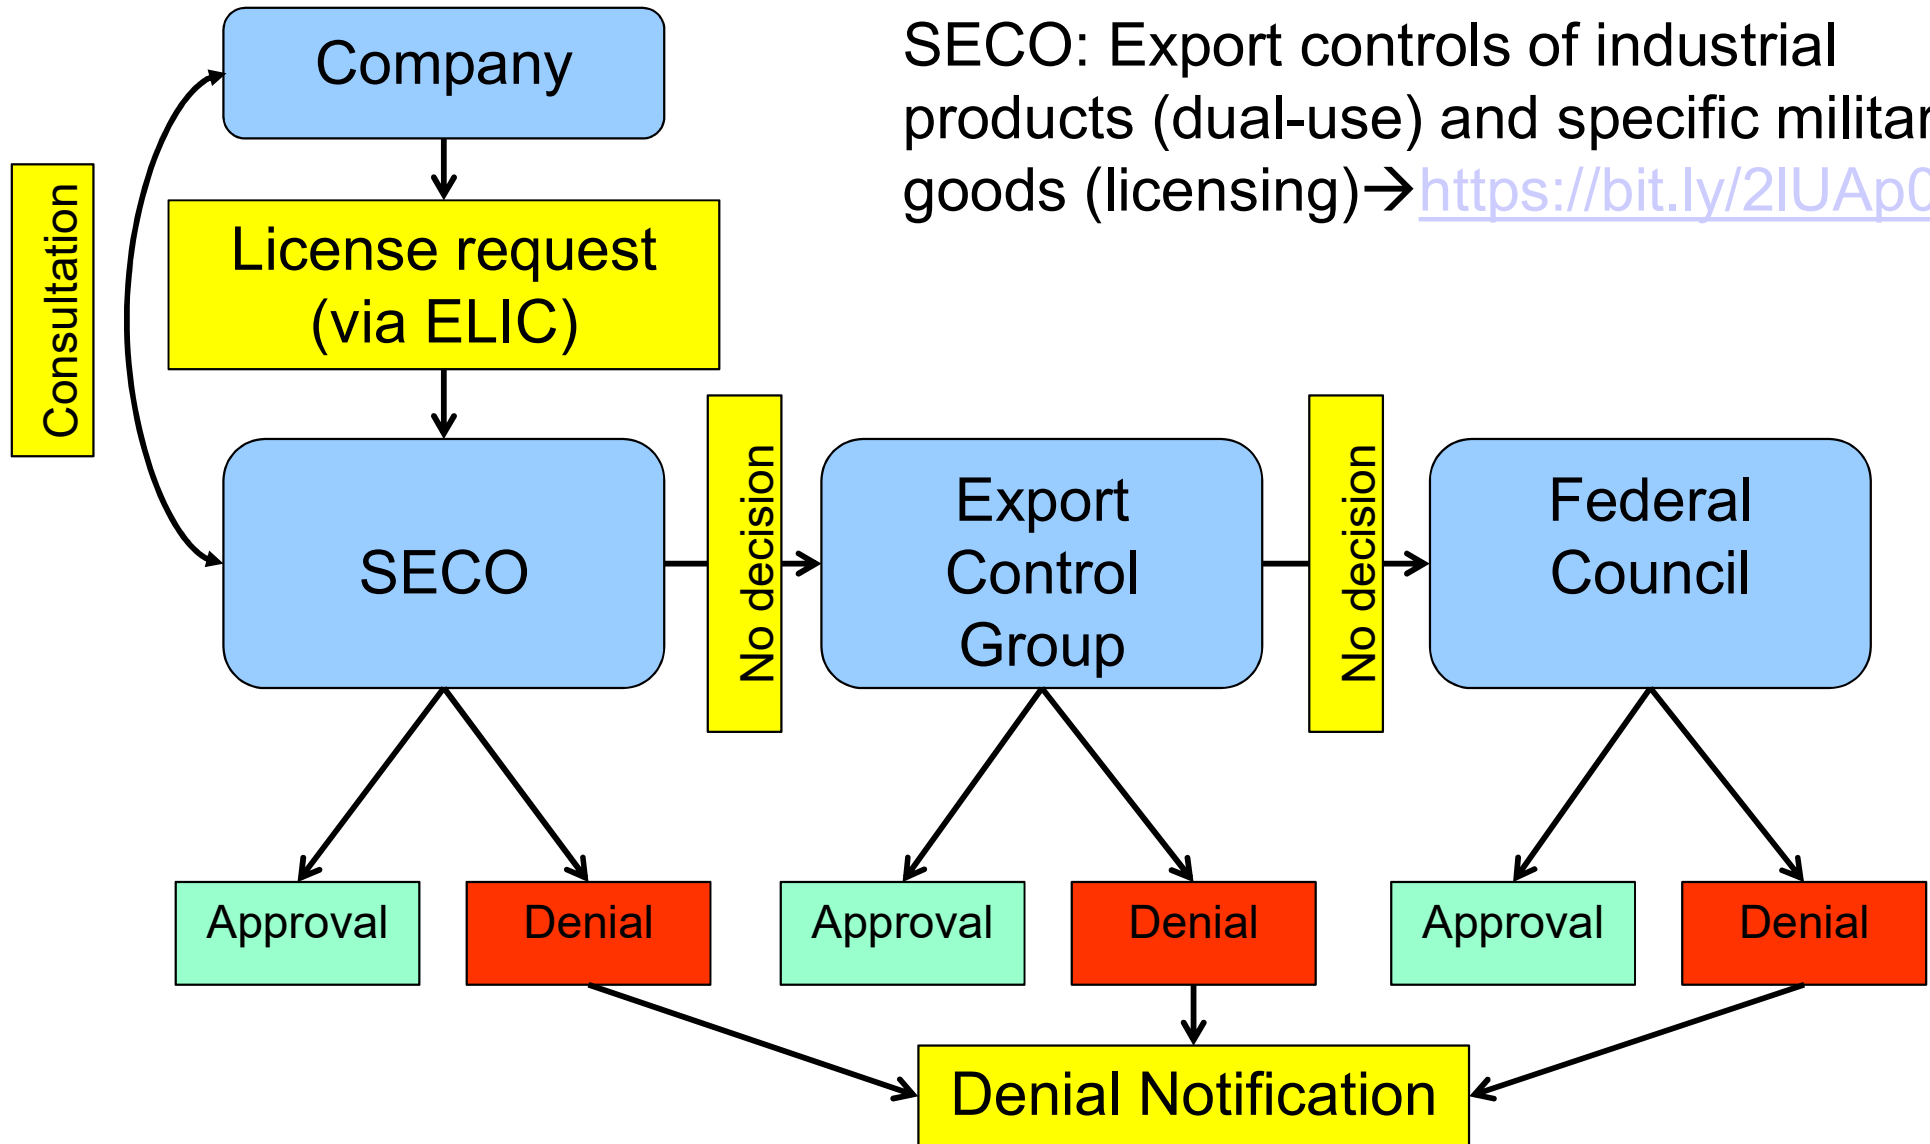 Company
SECO: Export controls of industrial
products (dual-use) and specific militar
goods (licensing)→https://bit.ly/2lUAp0
Consultation
License request
(via ELIC)
SECO
No decision
Export
Control
Group
No decision
Federal
Council
Approval
Denial
Approval
Denial
Approval
Denial
Denial Notification